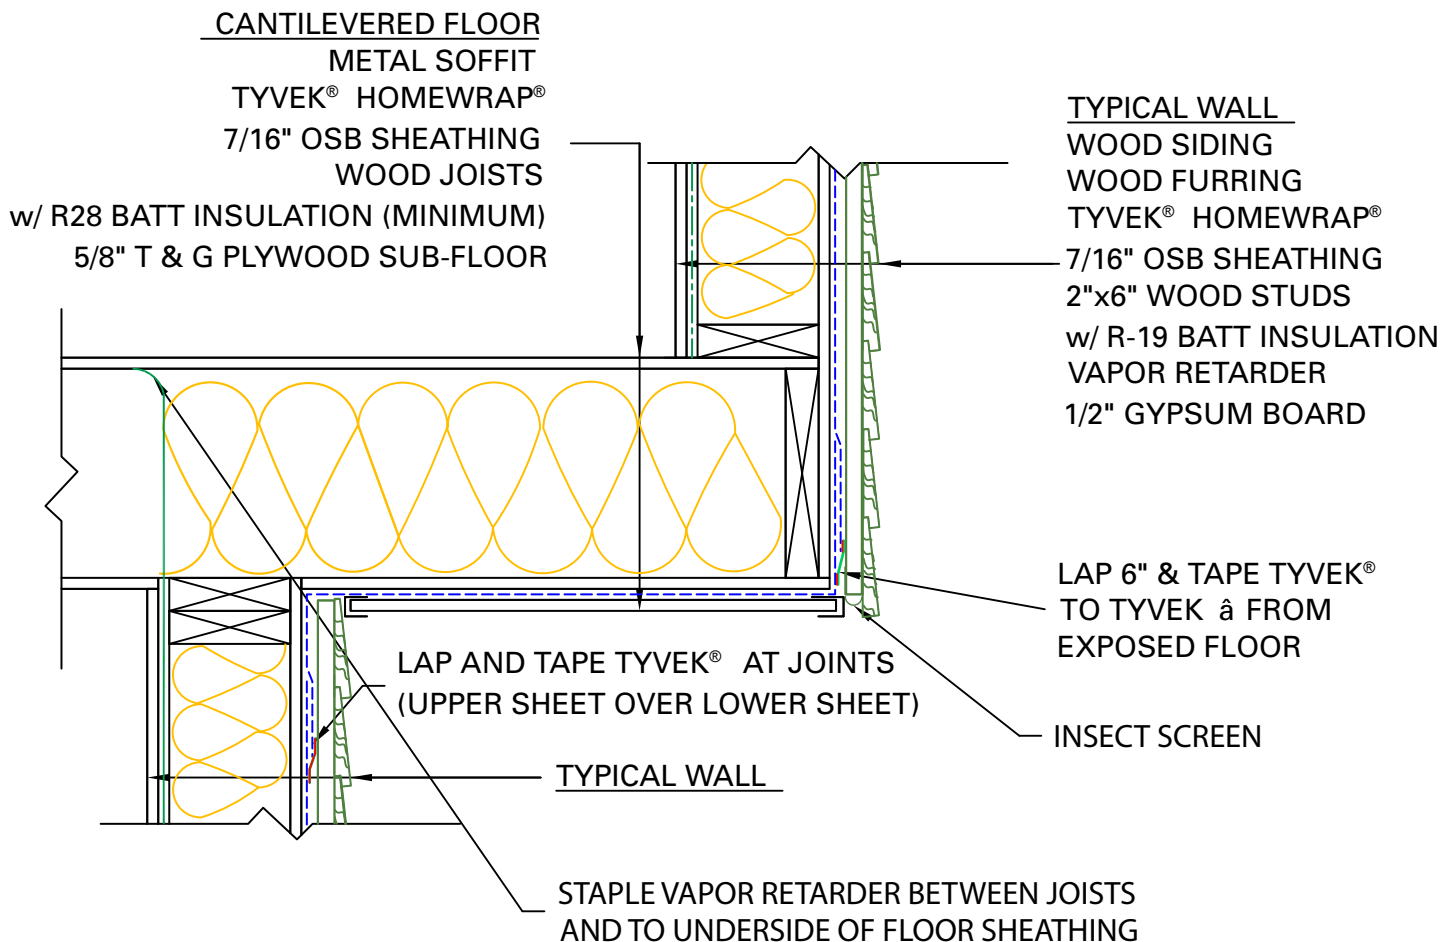 CANTILEVERED FLOOR
METAL SOFFIT
TYVEK® HOMEWRAP®
7/16" OSB SHEATHING
WOOD JOISTS
w/ R28 BATT INSULATION (MINIMUM)
5/8" T & G PLYWOOD SUB-FLOOR
TYPICAL WALL
WOOD SIDING
WOOD FURRING
TYVEK® HOMEWRAP®
7/16" OSB SHEATHING
2"x6" WOOD STUDS
w/ R-19 BATT INSULATION
VAPOR RETARDER
1/2" GYPSUM BOARD
LAP 6" & TAPE TYVEK®
TO TYVEK â FROM
EXPOSED FLOOR
LAP AND TAPE TYVEK® AT JOINTS
(UPPER SHEET OVER LOWER SHEET)
INSECT SCREEN
TYPICAL WALL
STAPLE VAPOR RETARDER BETWEEN JOISTS
AND TO UNDERSIDE OF FLOOR SHEATHING